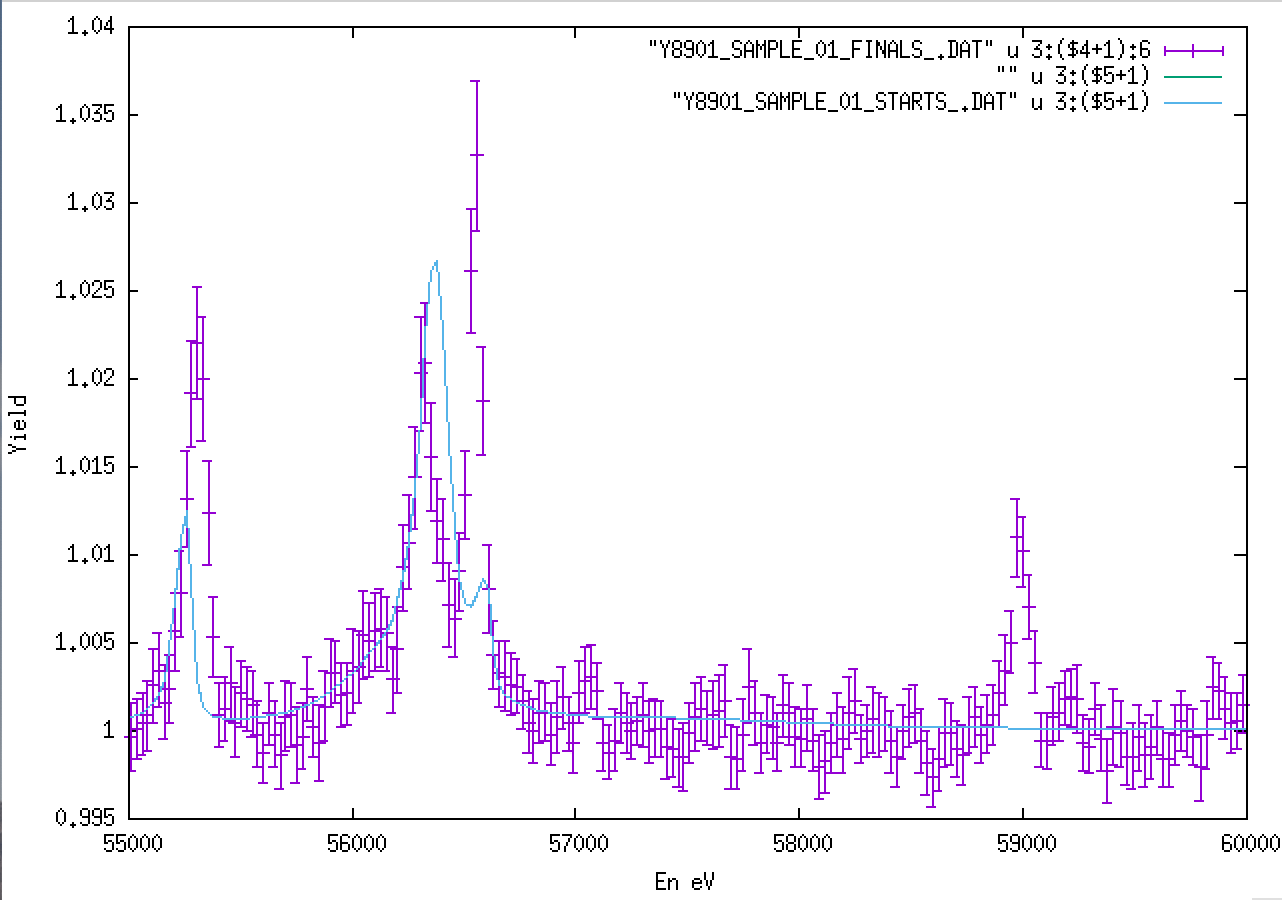 1.04
"Y8901_SAMPLE_01_FINALS_.DAT" u 3:($4+1):6
"" u 3:($5+1)
"Y8901_SAMPLE_01_STARTS_.DAT" u 3:($5+1)
1.035
1.03
1.025
1.02
Yield
1.015
1.01
1.005
1
0.995
55000 56000 57000 58000 59000 60000
En eV